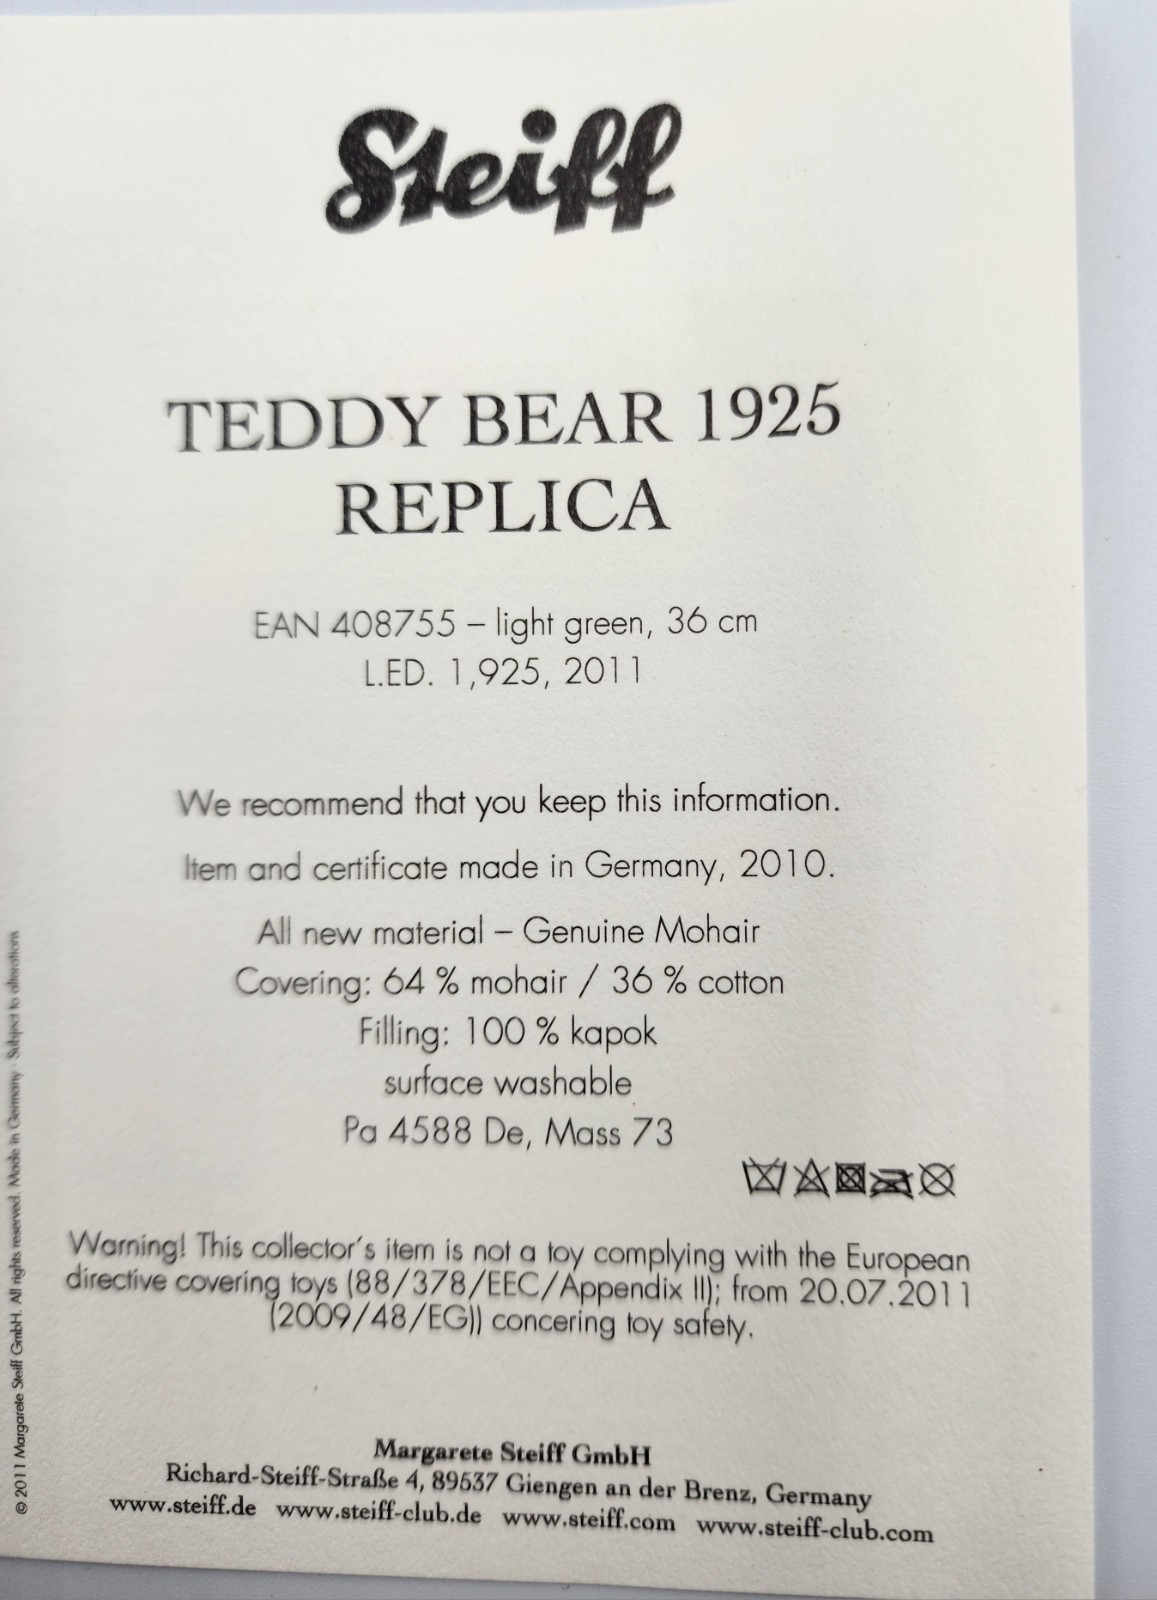 Steiff
TEDDY BEAR 1925
REPLICA
EAN 408755 – light green, 36 cm
L.ED. 1,925, 2011
We recommend that you keep this information.
Item and certificate made in Germany, 2010.
All new material – Genuine Mohair
Covering: 64 % mohair / 36 % cotton
Filling: 100 % kapok
surface washable
Pa 4588 De, Mass 73
Warning! This collector's item is not a toy complying with the European
directive covering toys (88/378/EEC/Appendix II); from 20.07.2011
(2009/48/EG)) concering toy safety.
Margarete Steiff GmbH
Richard-Steiff-Straße 4, 89537 Giengen an der Brenz, Germany
www.steiff.de www.steiff-club.de www.steiff.com www.steiff-club.com
© 2011 Margarete Steiff GmbH. All rights reserved. Made in Germany · Subject to alterations